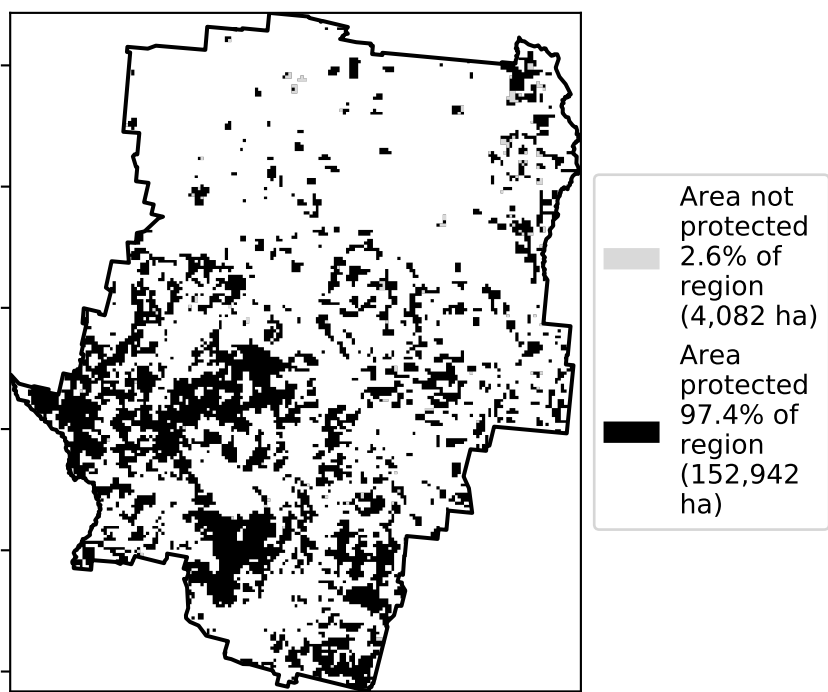 Area not
protected
2.6% of
region
(4,082 ha)
Area
protected
97.4% of
region
(152,942
ha)